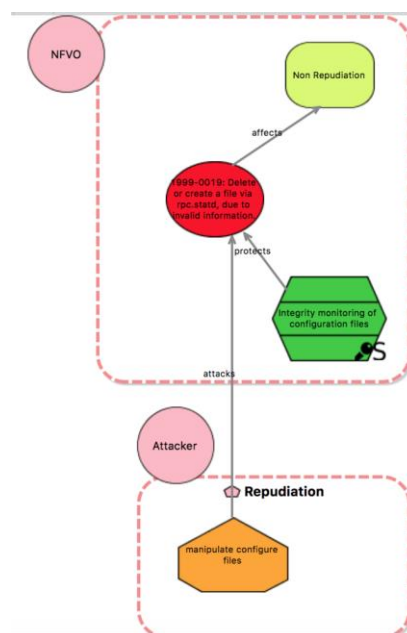 NFVO
Non Repudiation
affects
1999-0019: Delete
or create a file via
rpc.statd, due to
invalid information.
protects
Integrity monitoring of
configuration files
S
attacks
Attacker
Repudiation
manipulate configure
files